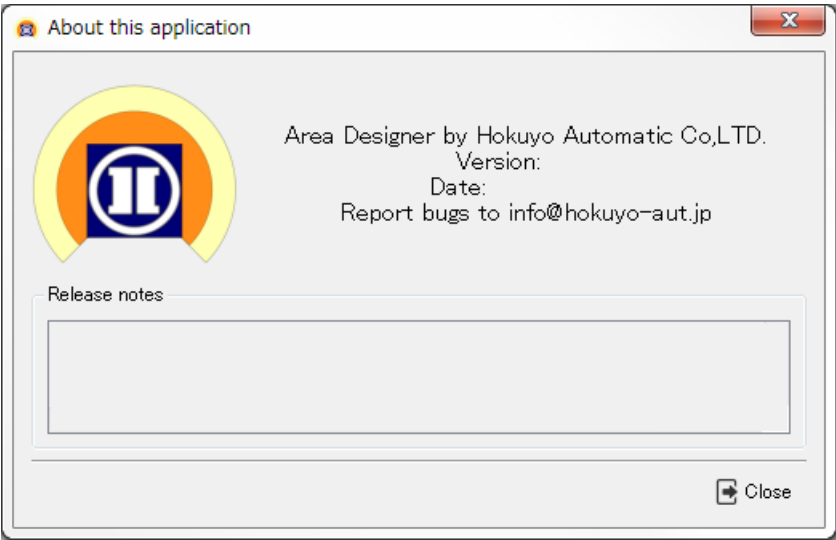 About this application
Area Designer by Hokuyo Automatic Co,LTD.
Version:
Date:
Report bugs to info@hokuyo-aut.jp
Release notes
Close